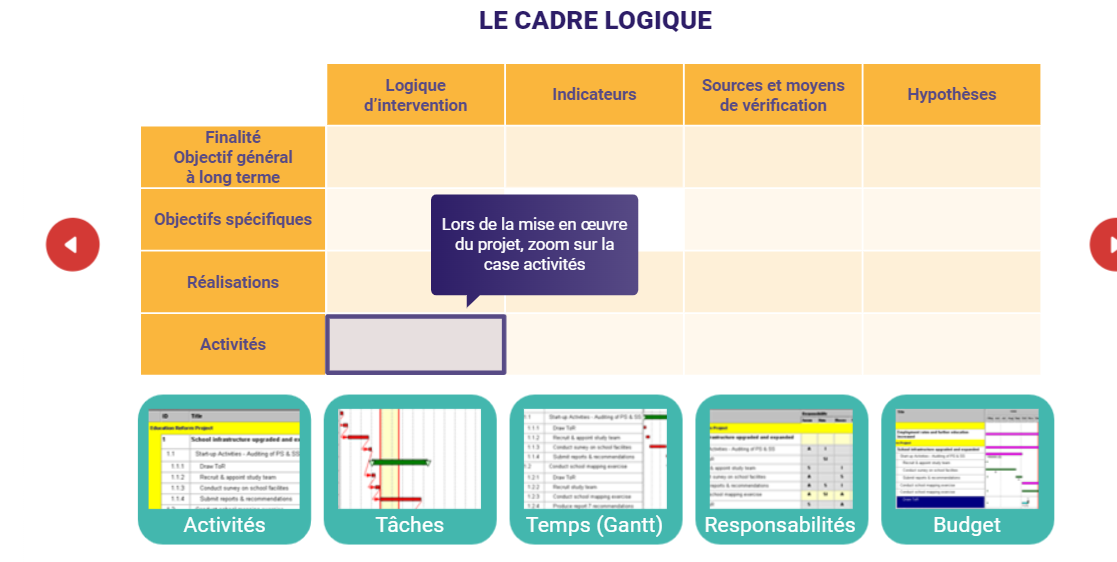 LE CADRE LOGIQUE
Logique
d'intervention
Indicateurs
Sources et moyens
de vérification
Hypothèses
Finalité
Objectif général
à long terme
Objectifs spécifiques
Lors de la mise en œuvre
du projet, zoom sur la
case activités
Réalisations
Activités
ID Title
Education Reform Project
1 School infrastructure upgraded and ex
1.1 Start-up Activities - Auditing of PS & SS
1.1.1 Draw ToR
1.1.2 Recruit & appoint study team
1.1.3 Conduct survey on school facilities
1.1.4 Submit reports & recommendations
Activités
Tâches
1.1 Start-up Activities - Auditing of PS & SS
1.1.1 Draw ToR
1.1.2 Recruit & appoint study team
1.1.3 Conduct survey on school facilities
1.1.4 Submit reports & recommendations
1.2 Conduct school mapping exercise
1.2.1 Draw ToR
1.2.2 Recruit study team
1.2.3 Conduct school mapping exercise
1.2.4
Temps (Gantt)
Responsabilités
Budget